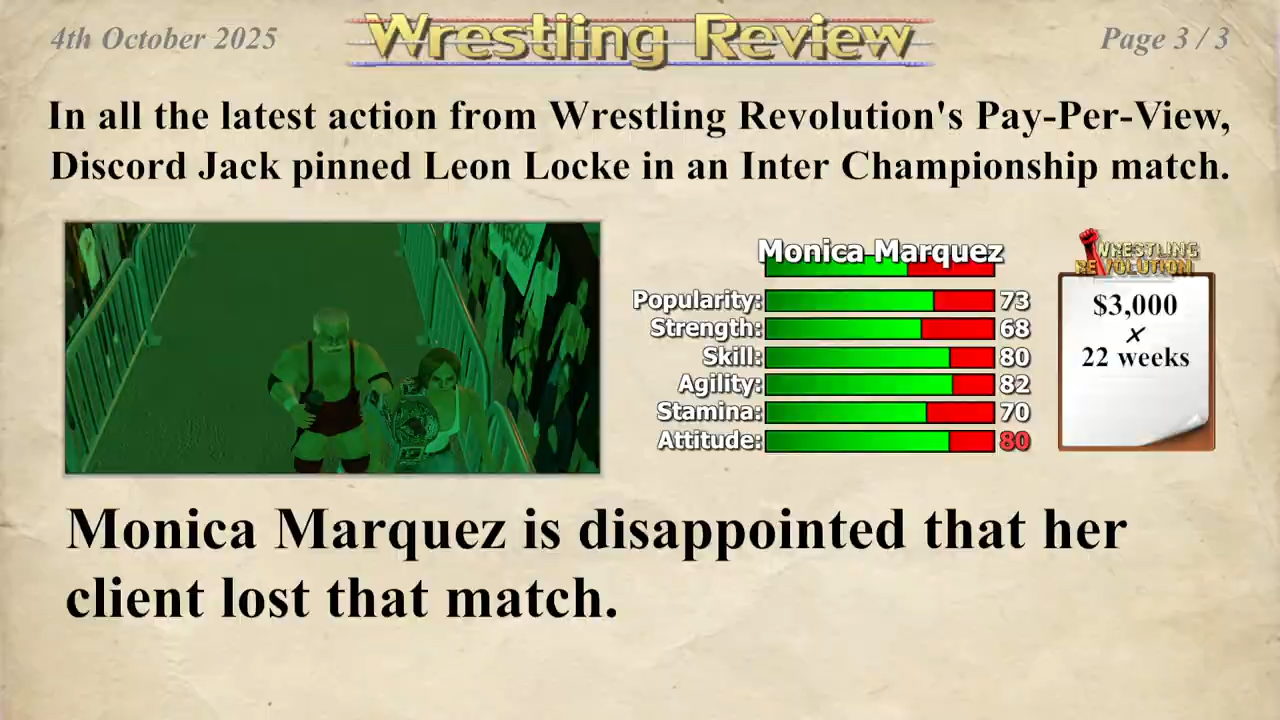 4th October 2025
Wrestling Review
Page 3 / 3
In all the latest action from Wrestling Revolution's Pay-Per-View,
Discord Jack pinned Leon Locke in an Inter Championship match.
Monica Marquez
Popularity: 73
Strength: 68
Skill: 80
Agility: 82
Stamina: 70
Attitude: 80
WRESTLING
REVOLUTION
$3,000
x
22 weeks
Monica Marquez is disappointed that her
client lost that match.